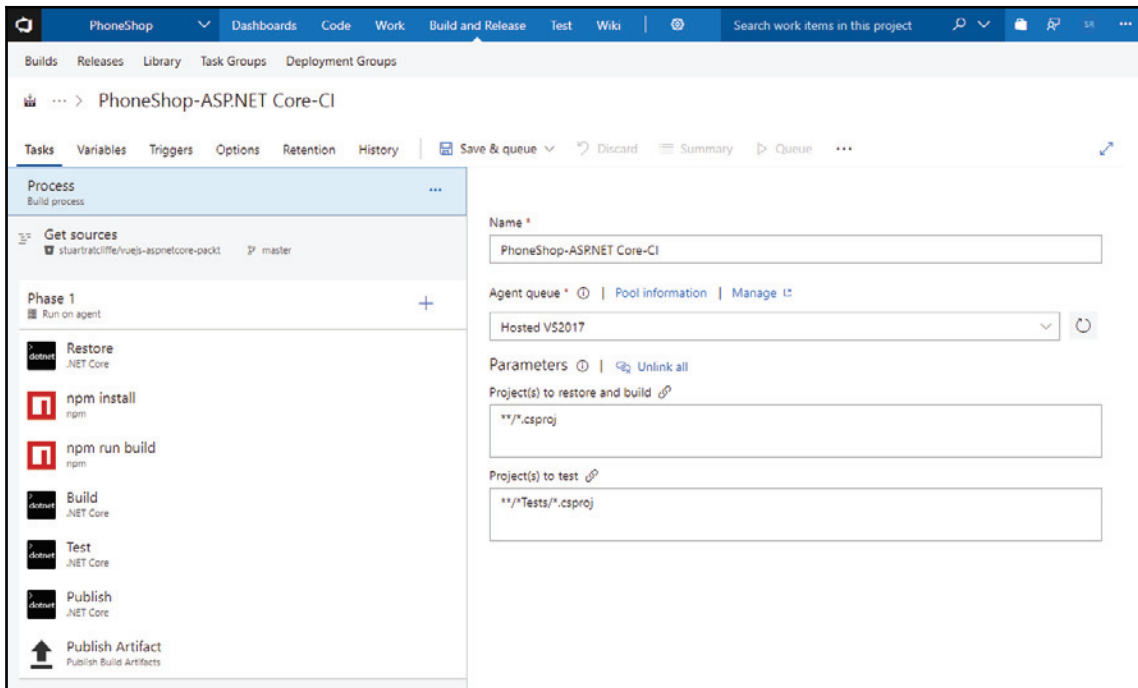 PhoneShop Dashboards Code Work Build and Release Test Wiki Search work items in this project SR ...
Builds Releases Library Task Groups Deployment Groups
... > PhoneShop-ASP.NET Core-CI
Tasks Variables Triggers Options Retention History Save & queue Discard Summary Queue ...
Process ...
Build process
Get sources
stuartratcliffe/vuejs-aspnetcore-packt master
Phase 1 +
Run on agent
dotnet Restore
.NET Core
npm install
npm
npm run build
npm
dotnet Build
.NET Core
dotnet Test
.NET Core
dotnet Publish
.NET Core
Publish Artifact
Publish Build Artifacts
Name *
PhoneShop-ASP.NET Core-CI
Agent queue * | Pool information | Manage
Hosted VS2017
Parameters | Unlink all
Project(s) to restore and build
**/*.csproj
Project(s) to test
**/*Tests/*.csproj